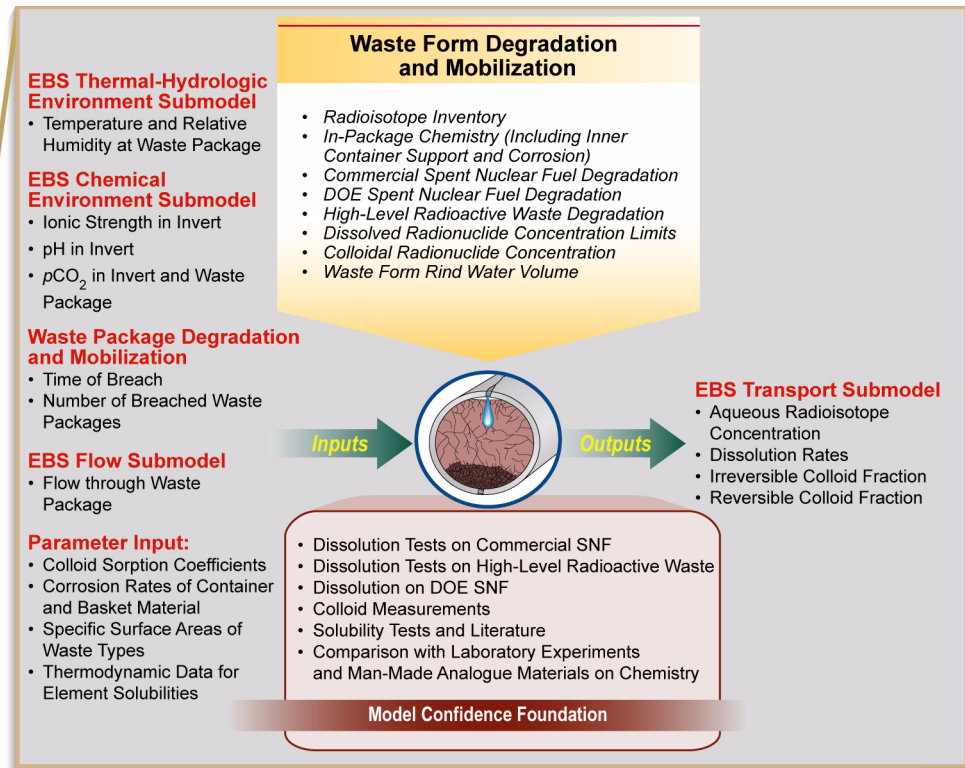 Waste Form Degradation
and Mobilization
• Radioisotope Inventory
• In-Package Chemistry (Including Inner
Container Support and Corrosion)
• Commercial Spent Nuclear Fuel Degradation
• DOE Spent Nuclear Fuel Degradation
• High-Level Radioactive Waste Degradation
• Dissolved Radionuclide Concentration Limits
• Colloidal Radionuclide Concentration
• Waste Form Rind Water Volume
EBS Thermal-Hydrologic
Environment Submodel
• Temperature and Relative
Humidity at Waste Package
EBS Chemical
Environment Submodel
• Ionic Strength in Invert
• pH in Invert
• pCO₂ in Invert and Waste
Package
Waste Package Degradation
and Mobilization
• Time of Breach
• Number of Breached Waste
Packages
EBS Flow Submodel
• Flow through Waste
Package
Parameter Input:
• Colloid Sorption Coefficients
• Corrosion Rates of Container
and Basket Material
• Specific Surface Areas of
Waste Types
• Thermodynamic Data for
Element Solubilities
Inputs
Outputs
EBS Transport Submodel
• Aqueous Radioisotope
Concentration
• Dissolution Rates
• Irreversible Colloid Fraction
• Reversible Colloid Fraction
• Dissolution Tests on Commercial SNF
• Dissolution Tests on High-Level Radioactive Waste
• Dissolution on DOE SNF
• Colloid Measurements
• Solubility Tests and Literature
• Comparison with Laboratory Experiments
and Man-Made Analogue Materials on Chemistry
Model Confidence Foundation